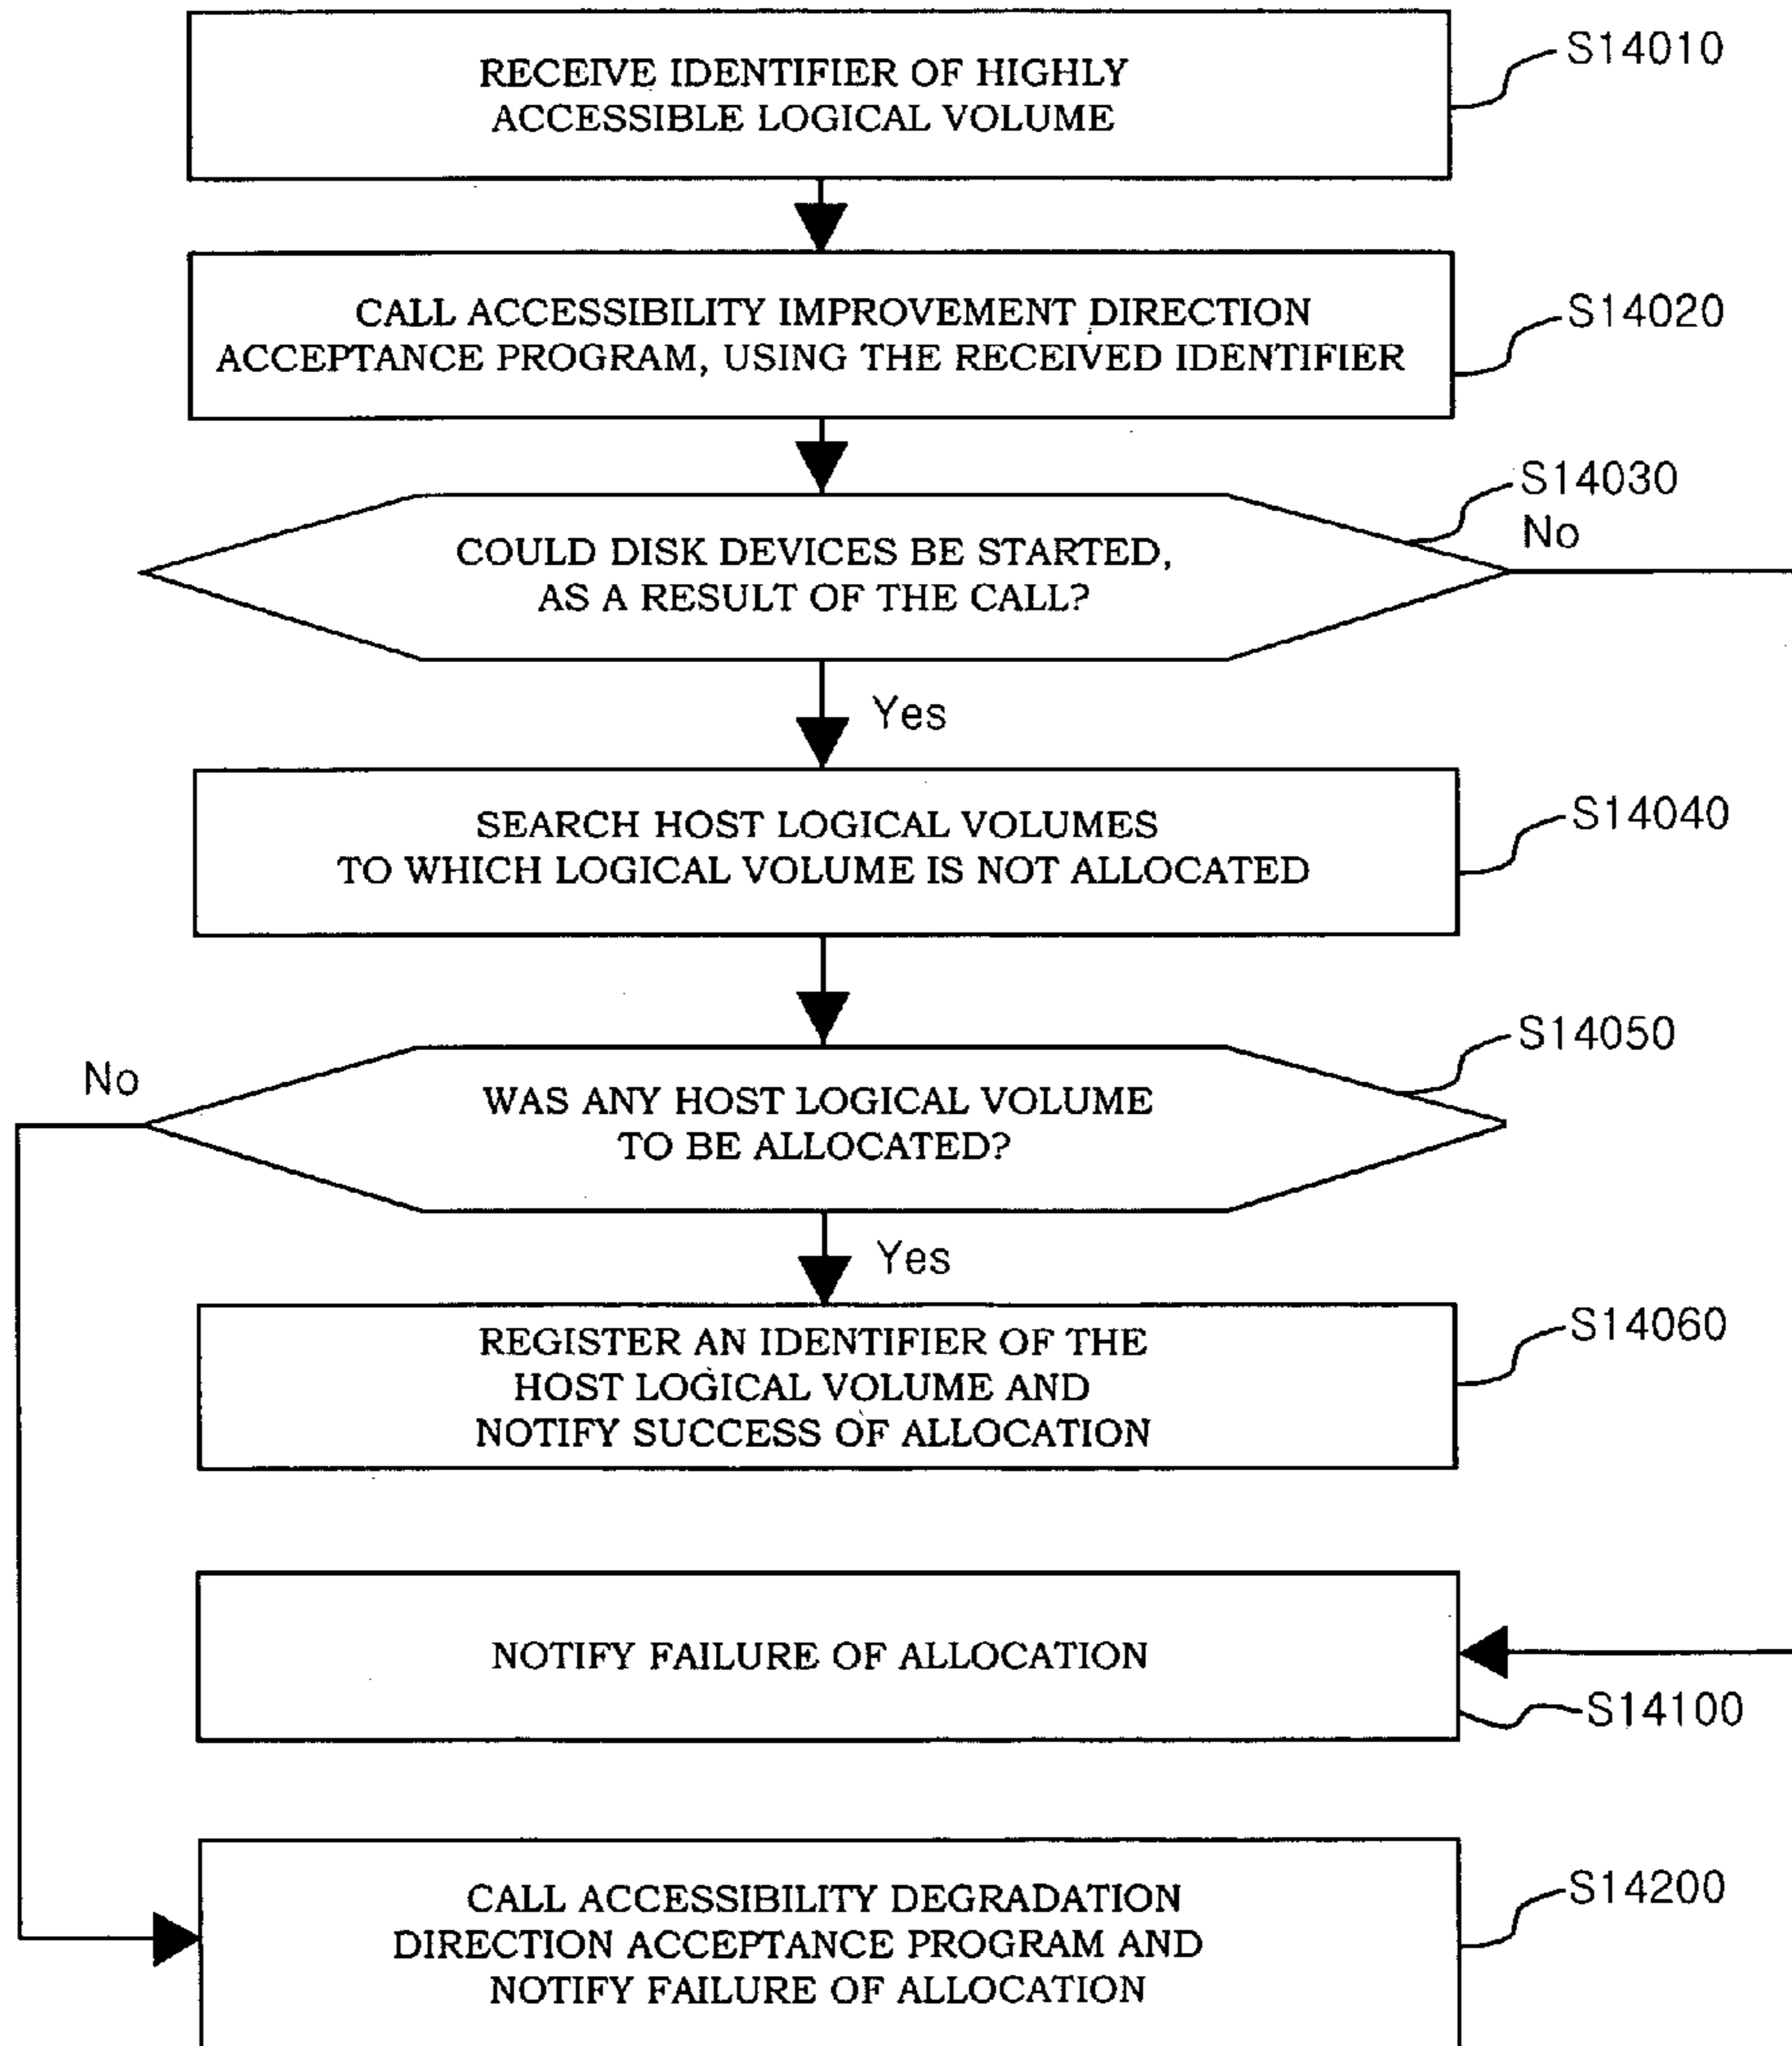 RECEIVE IDENTIFIER OF HIGHLY
ACCESSIBLE LOGICAL VOLUME
S14010
CALL ACCESSIBILITY IMPROVEMENT DIRECTION
ACCEPTANCE PROGRAM, USING THE RECEIVED IDENTIFIER
S14020
COULD DISK DEVICES BE STARTED,
AS A RESULT OF THE CALL?
S14030
No
Yes
SEARCH HOST LOGICAL VOLUMES
TO WHICH LOGICAL VOLUME IS NOT ALLOCATED
S14040
WAS ANY HOST LOGICAL VOLUME
TO BE ALLOCATED?
S14050
No
Yes
REGISTER AN IDENTIFIER OF THE
HOST LOGICAL VOLUME AND
NOTIFY SUCCESS OF ALLOCATION
S14060
NOTIFY FAILURE OF ALLOCATION
S14100
CALL ACCESSIBILITY DEGRADATION
DIRECTION ACCEPTANCE PROGRAM AND
NOTIFY FAILURE OF ALLOCATION
S14200